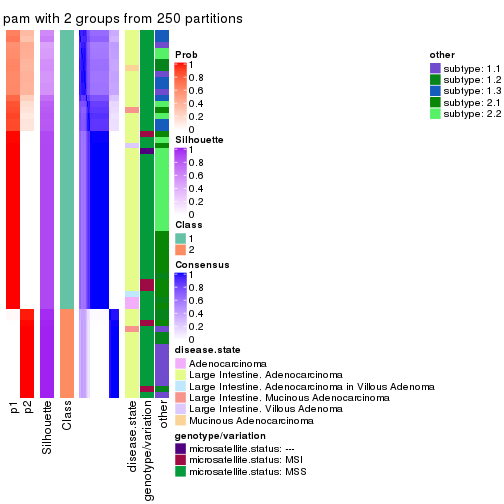 pam with 2 groups from 250 partitions
Prob
1
0.8
0.6
0.4
0.2
0
Silhouette
1
0.8
0.6
0.4
0.2
0
Class
1
2
Consensus
1
0.8
0.6
0.4
0.2
0
disease.state
Adenocarcinoma
Large Intestine, Adenocarcinoma
Large Intestine, Adenocarcinoma in Villous Adenoma
Large Intestine, Mucinous Adenocarcinoma
Large Intestine, Villous Adenoma
Mucinous Adenocarcinoma
genotype/variation
microsatellite.status: ---
microsatellite.status: MSI
microsatellite.status: MSS
other
subtype: 1.1
subtype: 1.2
subtype: 1.3
subtype: 2.1
subtype: 2.2
p1
p2
Silhouette
Class
disease.state
genotype/variation
other